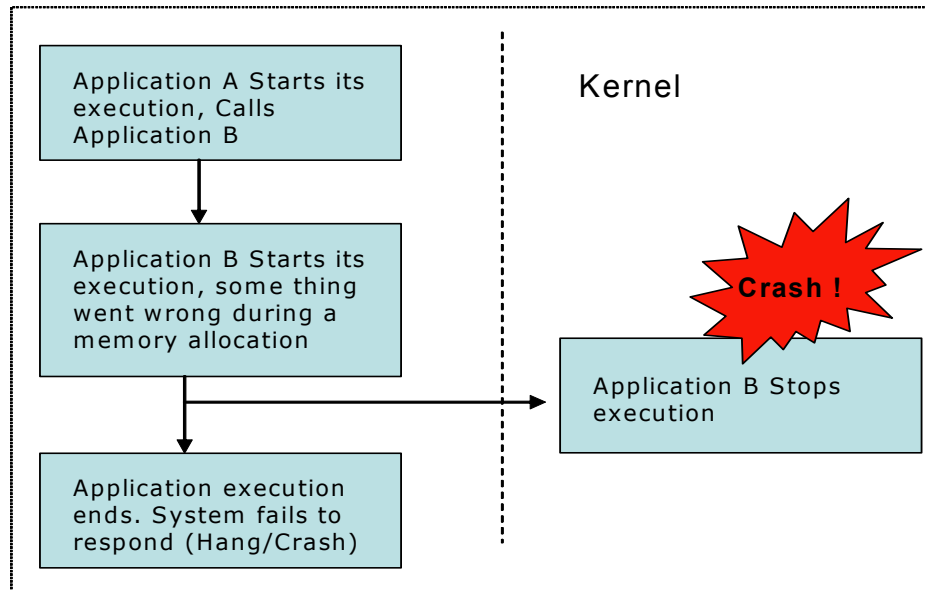 Application A Starts its
execution, Calls
Application B
Kernel
Application B Starts its
execution, some thing
went wrong during a
memory allocation
Crash !
Application B Stops
execution
Application execution
ends. System fails to
respond (Hang/Crash)